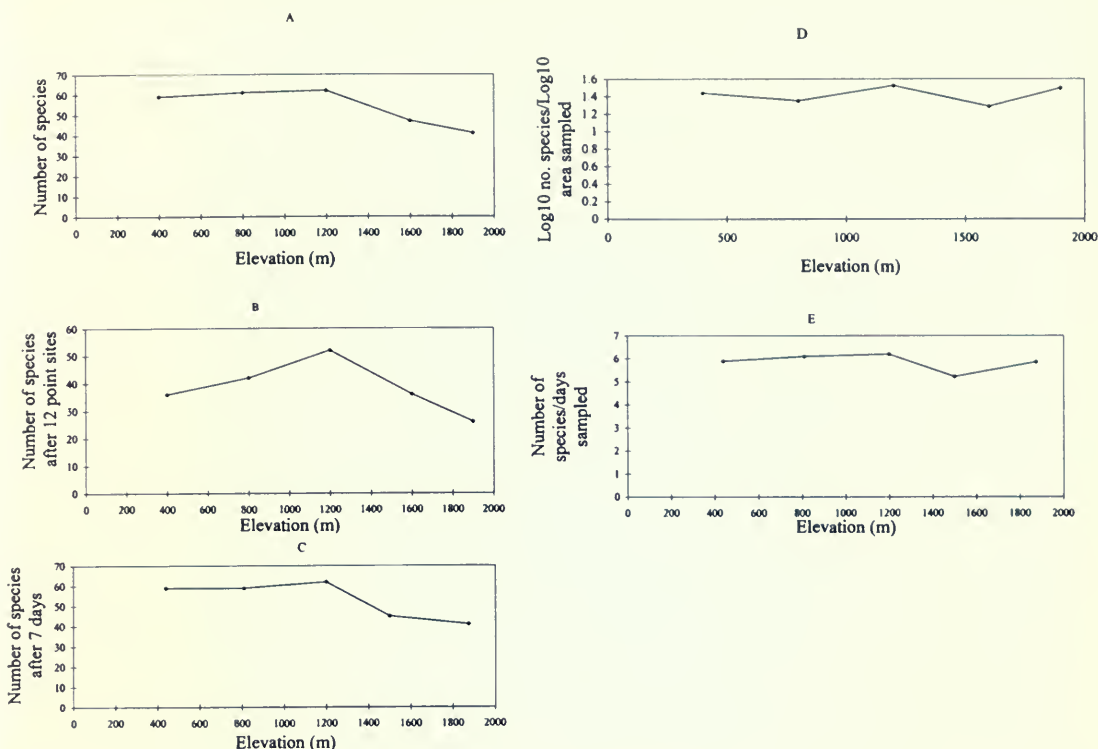 A
Number of species
70
60
50
40
30
20
10
0
0 200 400 600 800 1000 1200 1400 1600 1800 2000
Elevation (m)
B
Number of species
after 12 point sites
60
50
40
30
20
10
0
0 200 400 600 800 1000 1200 1400 1600 1800 2000
Elevation (m)
C
Number of species
after 7 days
70
60
50
40
30
20
10
0
0 200 400 600 800 1000 1200 1400 1600 1800 2000
Elevation (m)
D
Log10 no. species/Log10
area sampled
1.6
1.4
1.2
1
0.8
0.6
0.4
0.2
0
0 500 1000 1500 2000
Elevation (m)
E
Number of
species/days
sampled
7
6
5
4
3
2
1
0
0 200 400 600 800 1000 1200 1400 1600 1800 2000
Elevation (m)